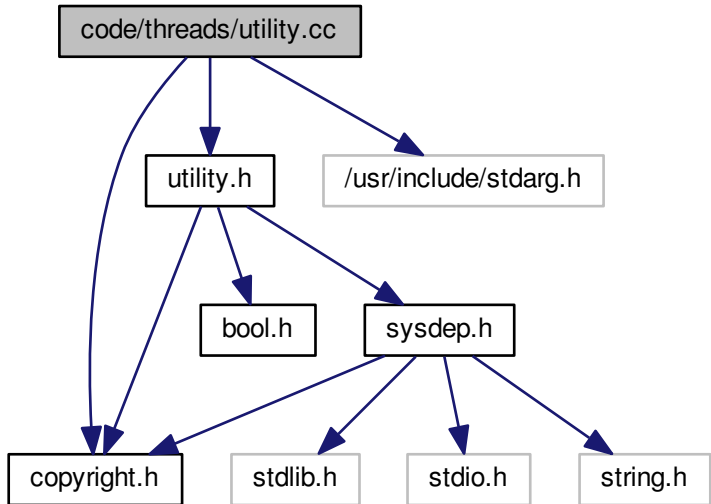 code/threads/utility.cc
utility.h
/usr/include/stdarg.h
bool.h
sysdep.h
copyright.h
stdlib.h
stdio.h
string.h